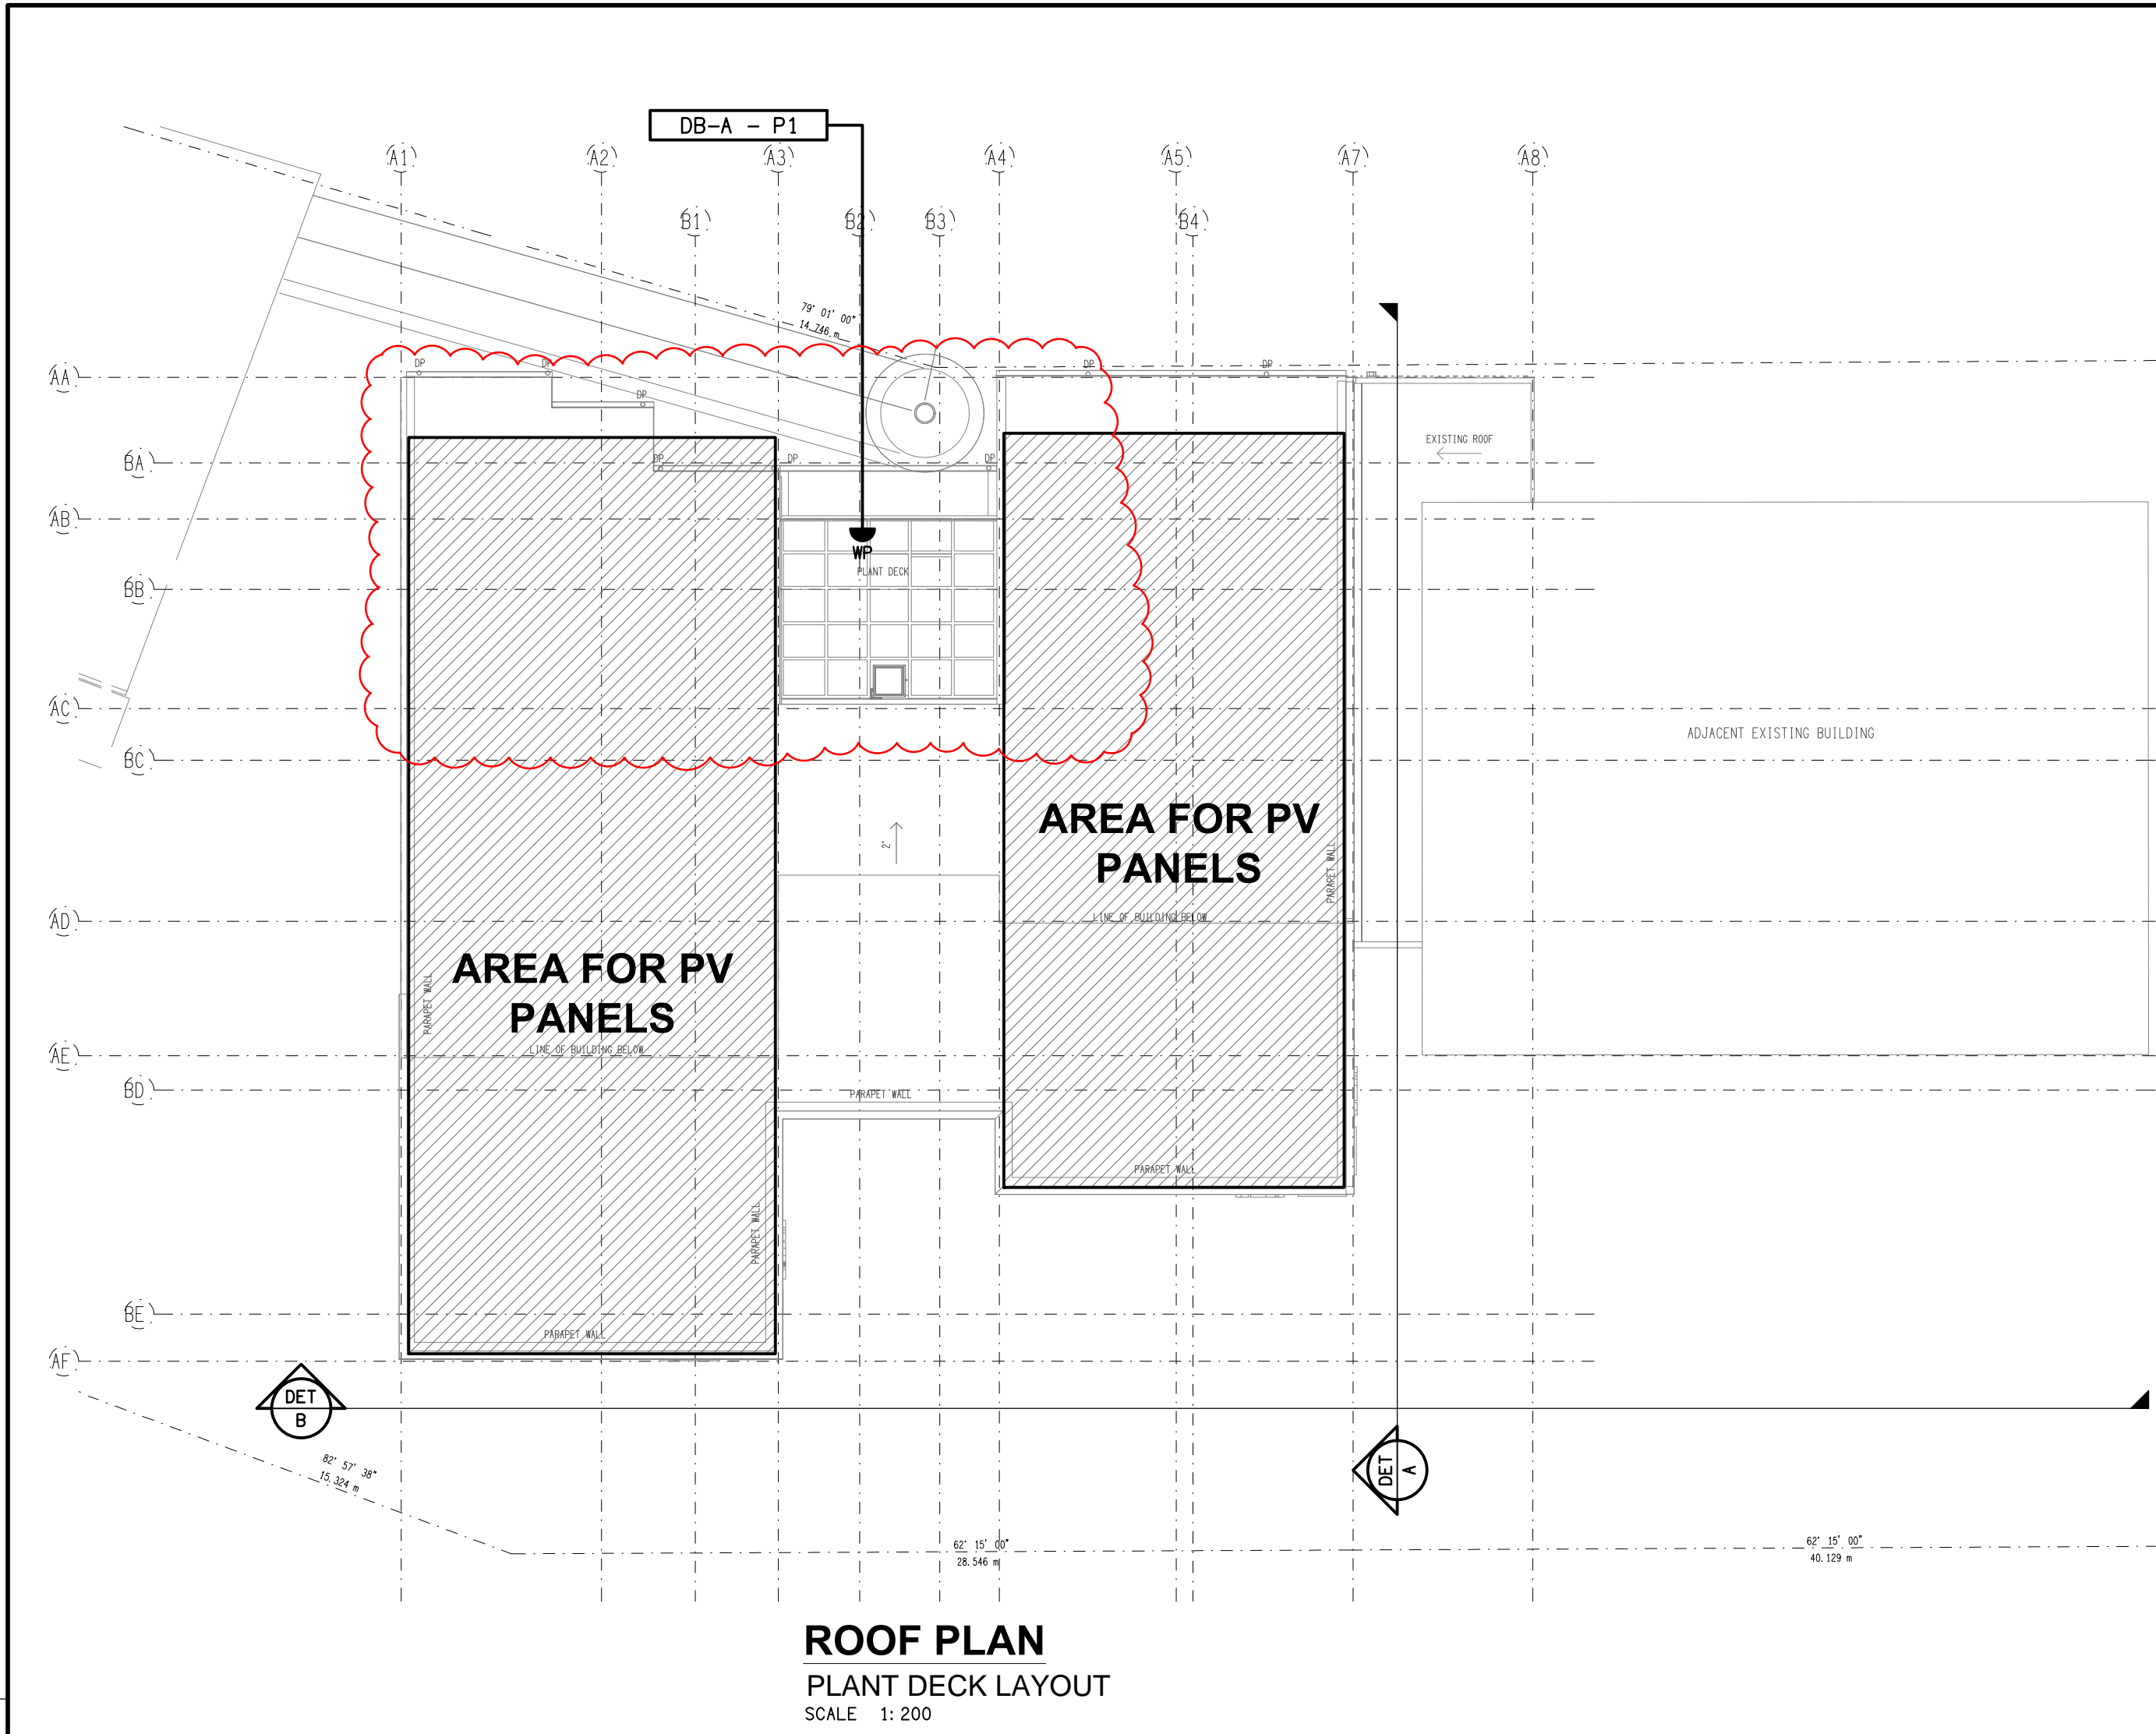 DB-A - P1
A1
A2
A3
A4
A5
A7
A8
B1
B2
B3
B4
79° 01' 00"
14.746 m
DP
DP
DP
DP
AA
DP
EXISTING ROOF
BA
DP
DP
DP
AB
WP
PLANT DECK
BB
AC
ADJACENT EXISTING BUILDING
BC
AREA FOR PV
PANELS
2°
PARAPET WALL
LINE OF BUILDING BELOW
AD
AREA FOR PV
PANELS
PARAPET WALL
LINE OF BUILDING BELOW
AE
BD
PARAPET WALL
PARAPET WALL
PARAPET WALL
BE
PARAPET WALL
AF
DET
B
DET
A
82° 57' 38"
15.324 m
62° 15' 00"
28.546 m
62° 15' 00"
40.129 m
ROOF PLAN
PLANT DECK LAYOUT
SCALE 1:200